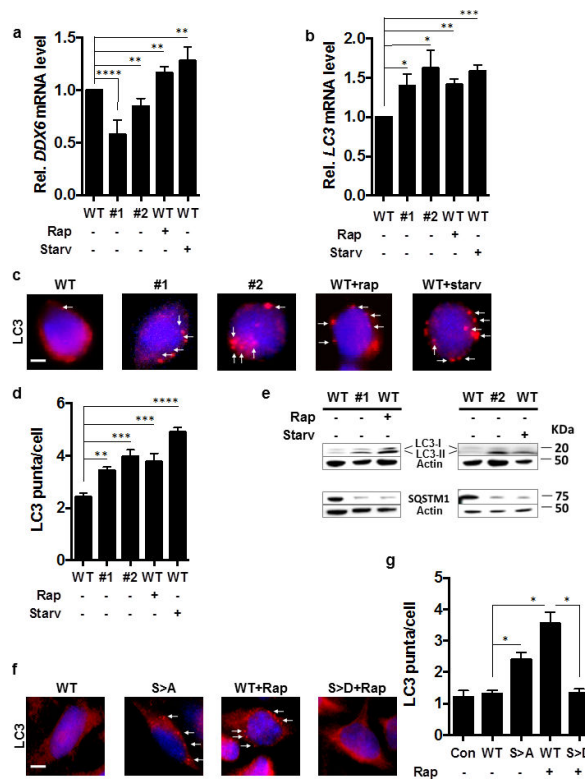 a
Rel. DDX6 mRNA level
1.5
1.0
0.5
0.0
****
**
**
**
WT #1 #2 WT WT
Rap - - - + -
Starv - - - - +
b
Rel. LC3 mRNA level
2.0
1.5
1.0
0.5
0.0
*
*
**
***
WT #1 #2 WT WT
Rap - - - + -
Starv - - - - +
c
WT #1 #2 WT+rap WT+starv
LC3
d
LC3 punta/cell
6
4
2
0
**
***
***
****
WT #1 #2 WT WT
Rap - - - + -
Starv - - - - +
e
WT #1 WT WT #2 WT
Rap - - + - - -
Starv - - - - - +
KDa
LC3-I
LC3-II
20
Actin
50
SQSTM1
75
Actin
50
f
WT S>A WT+Rap S>D+Rap
LC3
g
LC3 punta/cell
5
4
3
2
1
0
*
*
*
Con WT S>A WT S>D
Rap - - - + +